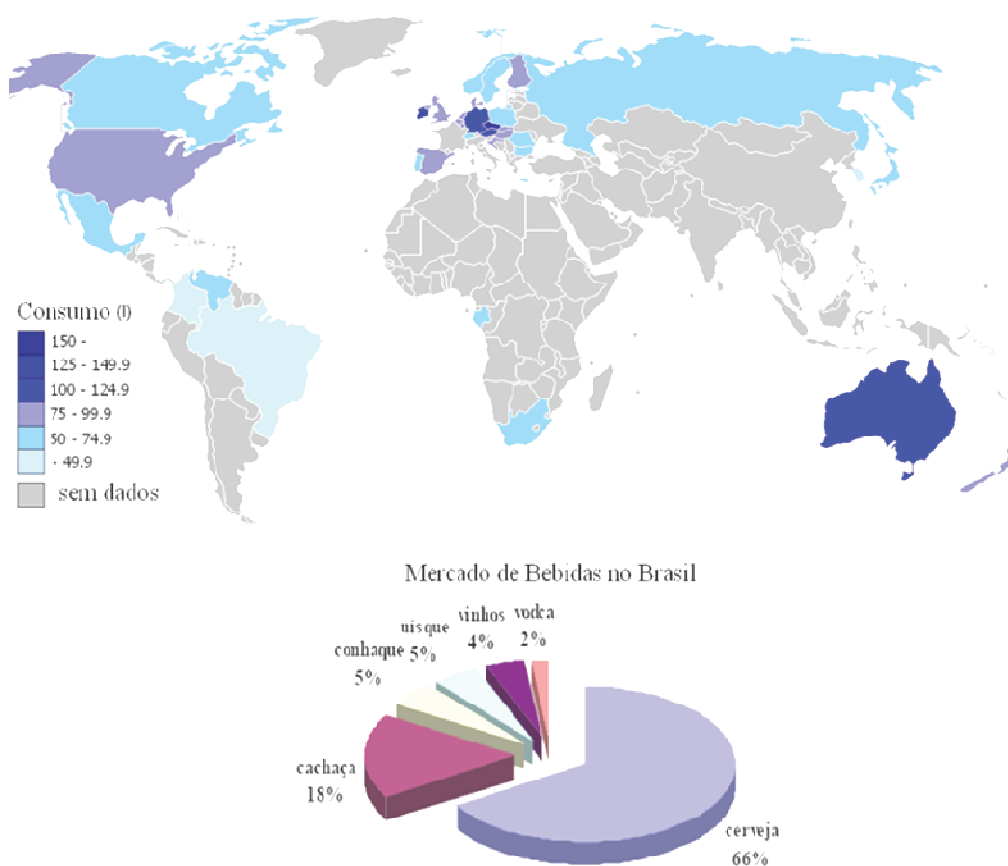 Consumo (l)
150 -
125 - 149.9
100 - 124.9
75 - 99.9
50 - 74.9
- 49.9
sem dados
Mercado de Bebidas no Brasil
conhaque
5%
uisque
5%
vinhos
4%
vodca
2%
cachaça
18%
cerveja
66%